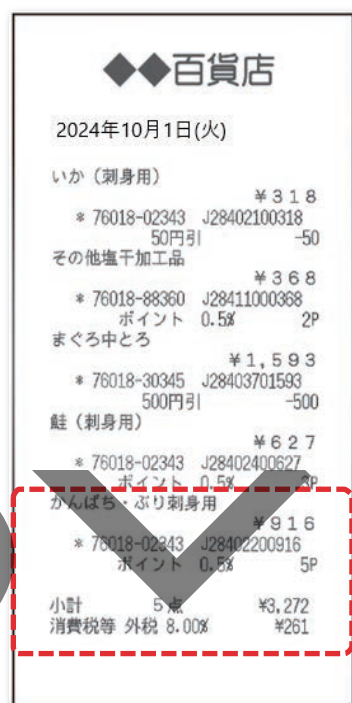 ◆◆百貨店
2024年10月1日(火)
いか（刺身用）
¥318
* 76018-02343 J28402100318
50円引 -50
その他塩干加工品
¥368
* 76018-88360 J28411000368
ポイント 0.5% 2P
まぐろ中とろ
¥1,593
* 76018-30345 J28403701593
500円引 -500
鮭（刺身用）
¥627
* 76018-02343 J28402400627
ポイント 0.5% 3P
かんぱち・ぶり刺身用
¥916
* 76018-02343 J28402200916
ポイント 0.5% 5P
小計 5点 ¥3,272
消費税等 外税 8.00% ¥261